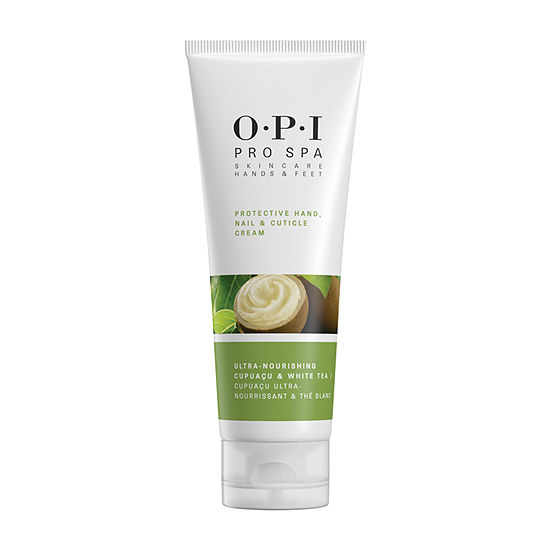 O·P·I
PRO SPA
SKINCARE
HANDS & FEET
PROTECTIVE HAND,
NAIL & CUTICLE
CREAM
ULTRA-NOURISHING
CUPUAÇU & WHITE TEA /
CUPUAÇU ULTRA-
NOURRISSANT & THÉ BLANC